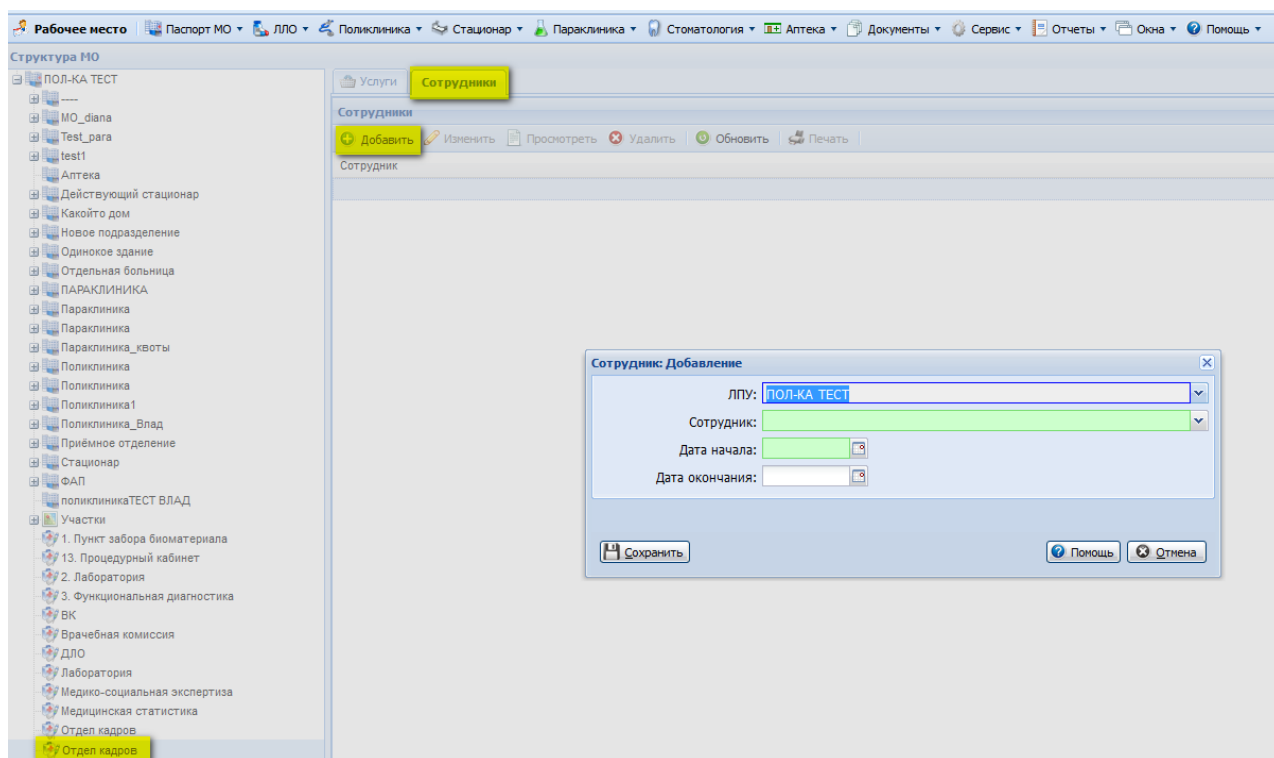 Рабочее место Паспорт МО ЛЛО Поликлиника Стационар Параклиника Стоматология Аптека Документы Сервис Отчеты Окна Помощь
Структура МО
ПОЛ-КА ТЕСТ
----
MO_diana
Test_para
test1
Аптека
Действующий стационар
Какойто дом
Новое подразделение
Одинокое здание
Отдельная больница
ПАРАКЛИНИКА
Параклиника
Параклиника
Параклиника_квоты
Поликлиника
Поликлиника
Поликлиника1
Поликлиника_Влад
Приёмное отделение
Стационар
ФАП
поликлиникаТЕСТ ВЛАД
Участки
1. Пункт забора биоматериала
13. Процедурный кабинет
2. Лаборатория
3. Функциональная диагностика
ВК
Врачебная комиссия
ДЛО
Лаборатория
Медико-социальная экспертиза
Медицинская статистика
Отдел кадров
Отдел кадров
Услуги Сотрудники
Сотрудники
Добавить Изменить Просмотреть Удалить Обновить Печать
Сотрудник
Сотрудник: Добавление
ЛПУ: ПОЛ-КА ТЕСТ
Сотрудник:
Дата начала:
Дата окончания:
Сохранить Помощь Отмена